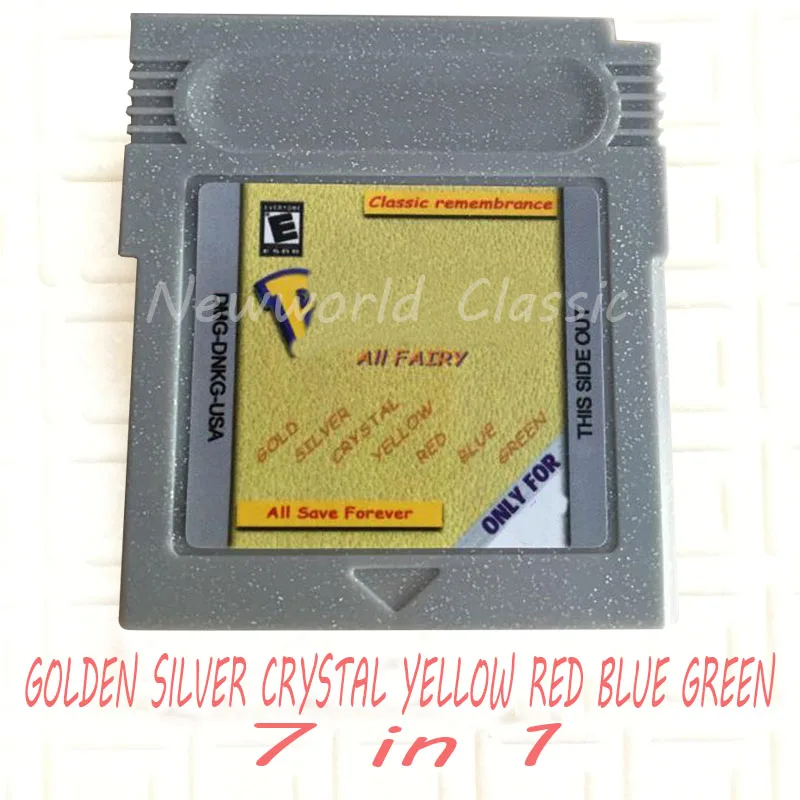 Classic remembrance
EVERYONE
E
ESRB
P
Newworld Classic
All FAIRY
GOLD
SILVER
CRYSTAL
YELLOW
RED
BLUE
GREEN
ONLY FOR
All Save Forever
-DNKG-USA
THIS SIDE OUT
GOLDEN SILVER CRYSTAL YELLOW RED BLUE GREEN
7 in 1